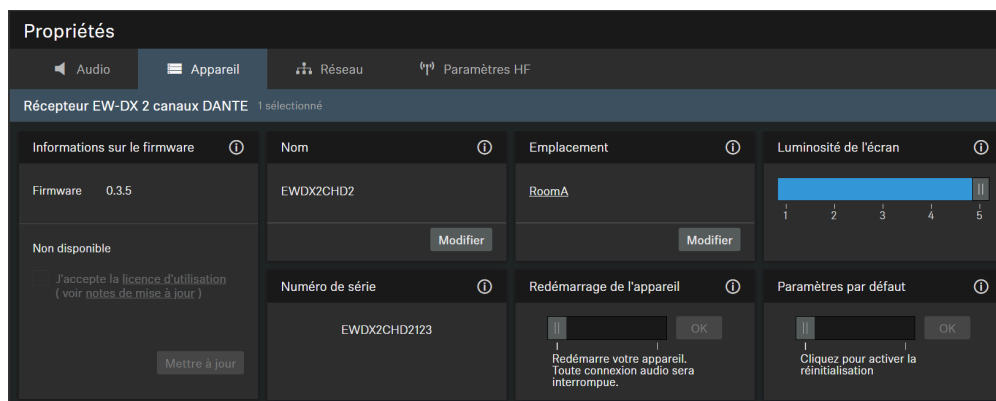 Propriétés
Audio
Appareil
Réseau
Paramètres HF
Récepteur EW-DX 2 canaux DANTE 1 sélectionné
Informations sur le firmware
Nom
Emplacement
Luminosité de l'écran
Firmware 0.3.5
EWDX2CHD2
RoomA
1 2 3 4 5
Modifier
Modifier
Non disponible
J'accepte la licence d'utilisation
( voir notes de mise à jour )
Mettre à jour
Numéro de série
Redémarrage de l'appareil
Paramètres par défaut
EWDX2CHD2123
OK
Redémarre votre appareil.
Toute connexion audio sera
interrompue.
OK
Cliquez pour activer la
réinitialisation